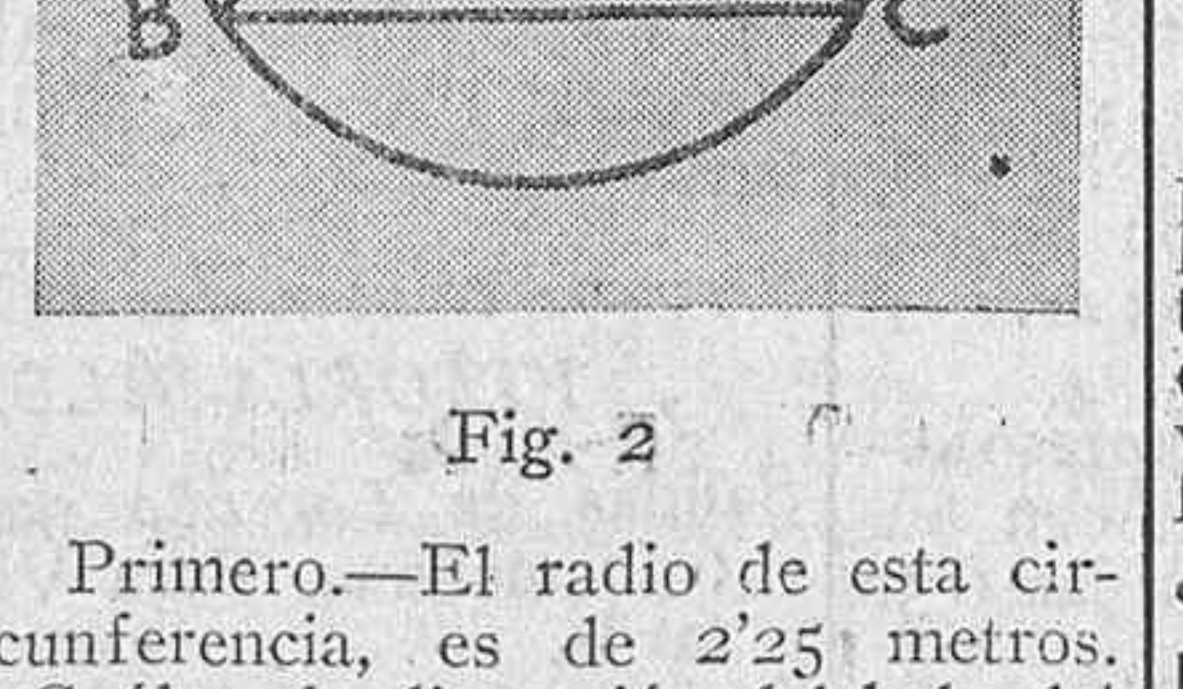 B C
Fig. 2
Primero.—El radio de esta cir-
cunferencia, es de 2'25 metros.